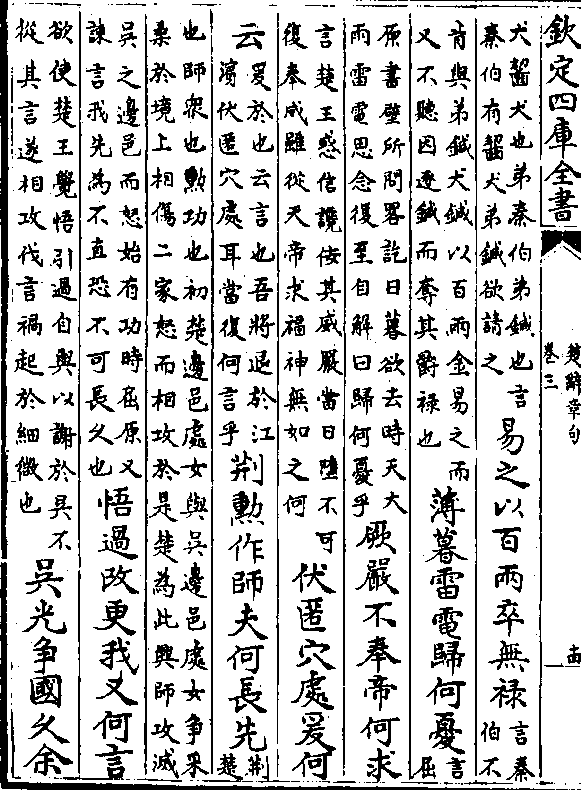 欽定四庫全書
楚辭章句
卷三
十四
犬齧犬也弟秦伯弟鍼也言
秦伯有齧犬弟鍼欲請之
易之以百兩卒無禄
言秦
伯不
肯與弟鍼犬鍼以百兩金易之而
又不聽因逐鍼而奪其爵禄也
薄暮雷電歸何憂
言
屈
原書壁所問畧訖日暮欲去時天大
雨雷電思念復至自解曰歸何憂乎
厥嚴不奉帝何求
言楚王惑信讒佞其威嚴當日墮不可
復奉成雖從天帝求福神無如之何
伏匿穴處爰何
云
爰於也云言也吾將退於江
濵伏匿穴處耳當復何言乎
荆勲作師夫何長先
荆
楚
也師衆也勲功也初楚邊邑處女與吳邊邑處女争采
桑於境上相傷二家怒而相攻於是楚為此興師攻滅
吳之邊邑而怒始有功時屈原又
諫言我先為不直恐不可長久也
悟過改更我又何言
欲使楚王覺悟引過自與以謝於吳不
從其言遂相攻伐言禍起於細微也
吳光争國久余